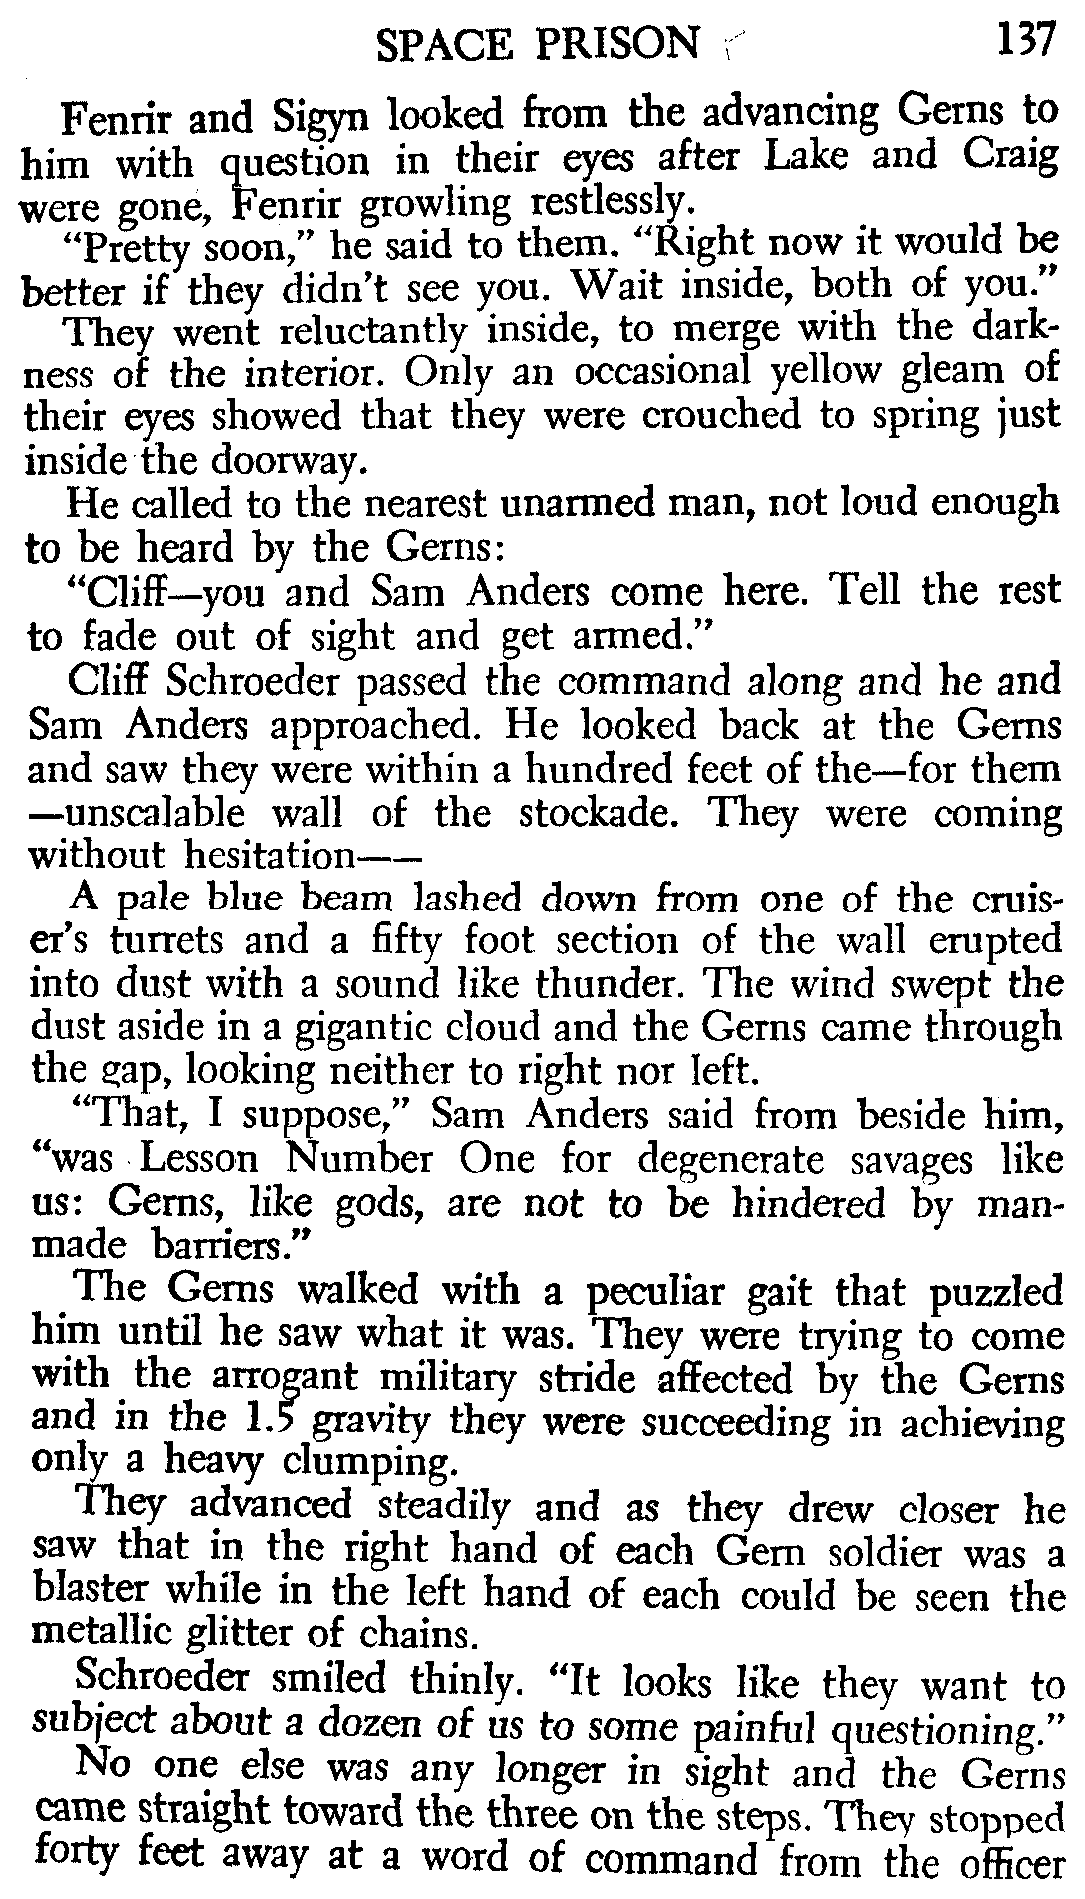 SPACE PRISON 137
Fenrir and Sigyn looked from the advancing Gerns to
him with question in their eyes after Lake and Craig
were gone, Fenrir growling restlessly.
“Pretty soon,” he said to them. “Right now it would be
better if they didn’t see you. Wait inside, both of you.”
They went reluctantly inside, to merge with the dark-
ness of the interior. Only an occasional yellow gleam of
their eyes showed that they were crouched to spring just
inside the doorway.
He called to the nearest unarmed man, not loud enough
to be heard by the Gerns:
“Cliff—you and Sam Anders come here. Tell the rest
to fade out of sight and get armed.”
Cliff Schroeder passed the command along and he and
Sam Anders approached. He looked back at the Gerns
and saw they were within a hundred feet of the—for them
—unscalable wall of the stockade. They were coming
without hesitation——
A pale blue beam lashed down from one of the cruis-
er’s turrets and a fifty foot section of the wall erupted
into dust with a sound like thunder. The wind swept the
dust aside in a gigantic cloud and the Gerns came through
the gap, looking neither to right nor left.
“That, I suppose,” Sam Anders said from beside him,
“was Lesson Number One for degenerate savages like
us: Gerns, like gods, are not to be hindered by man-
made barriers.”
The Gerns walked with a peculiar gait that puzzled
him until he saw what it was. They were trying to come
with the arrogant military stride affected by the Gerns
and in the 1.5 gravity they were succeeding in achieving
only a heavy clumping.
They advanced steadily and as they drew closer he
saw that in the right hand of each Gern soldier was a
blaster while in the left hand of each could be seen the
metallic glitter of chains.
Schroeder smiled thinly. “It looks like they want to
subject about a dozen of us to some painful questioning.”
No one else was any longer in sight and the Gerns
came straight toward the three on the steps. They stopped
forty feet away at a word of command from the officer